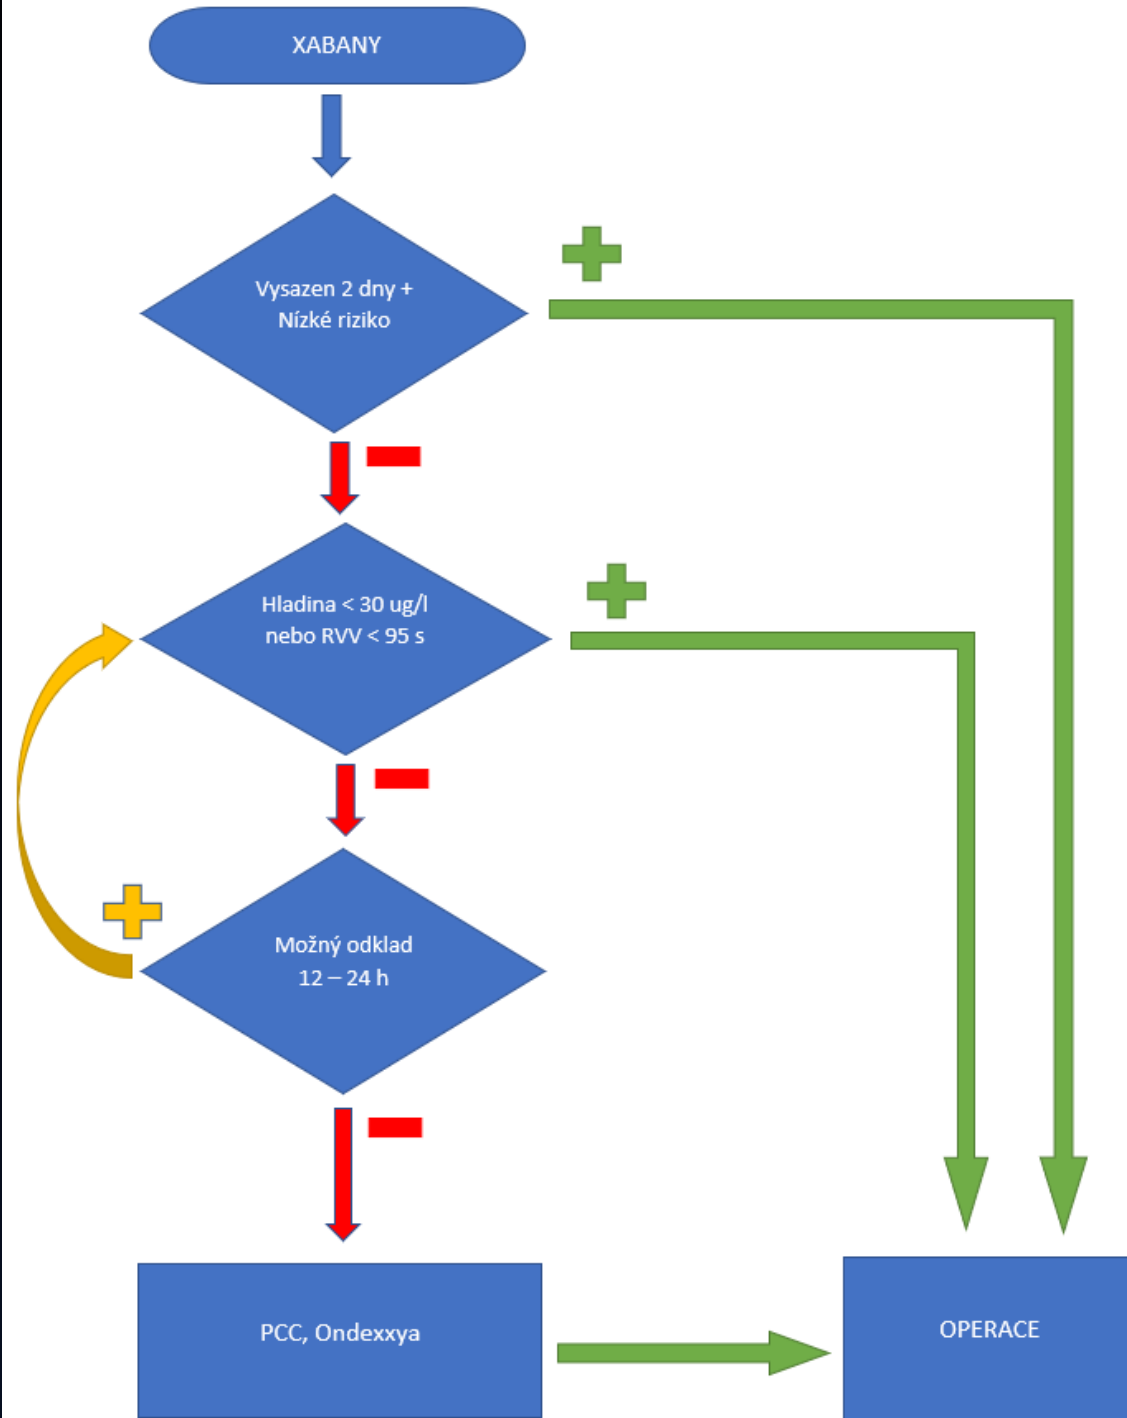 XABANY
Vysazen 2 dny +
Nízké riziko
Hladina < 30 ug/l
nebo RVV < 95 s
Možný odklad
12 – 24 h
PCC, Ondexxya
OPERACE